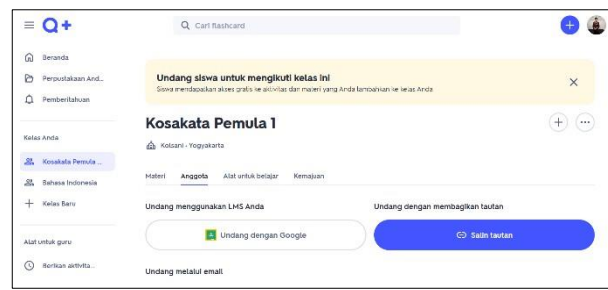 Q+
Cari flashcard
Beranda
Perpustakaan And...
Pemberitahuan
Kelas Anda
Kosakata Pemula ...
Bahasa Indonesia
Kelas Baru
Alat untuk guru
Berikan aktivita...
Undang siswa untuk mengikuti kelas ini
Siswa mendapatkan akses gratis ke aktivitas dan materi yang Anda tambahkan ke kelas Anda
Kosakata Pemula 1
Kolsani - Yogyakarta
Materi Anggota Alat untuk belajar Kemajuan
Undang menggunakan LMS Anda
Undang dengan Google
Undang dengan membagikan tautan
Salin tautan
Undang melalui email